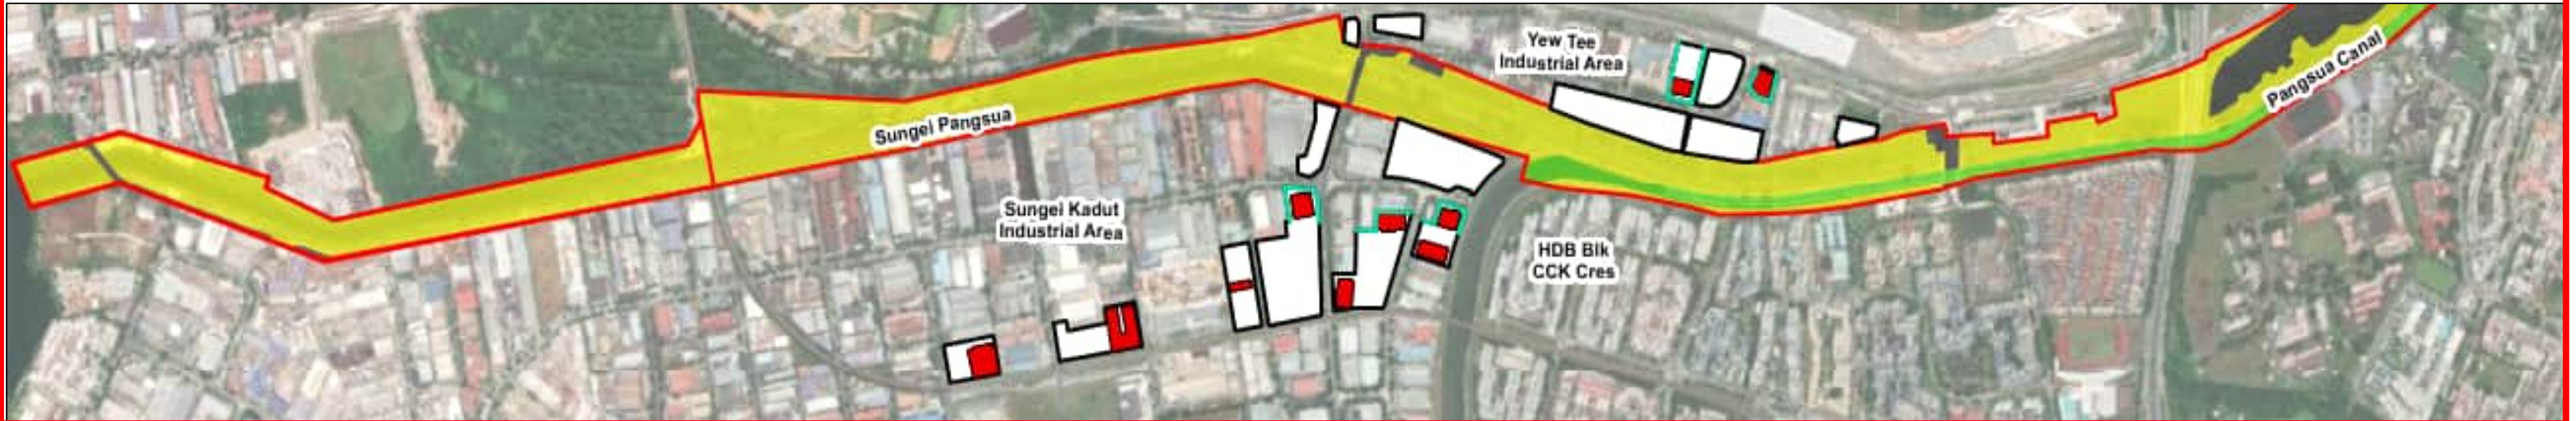 Yew Tee
Industrial Area
Pangsua Canal
Sungei Pangsua
Sungei Kadut
Industrial Area
HDB Blk
CCK Cres